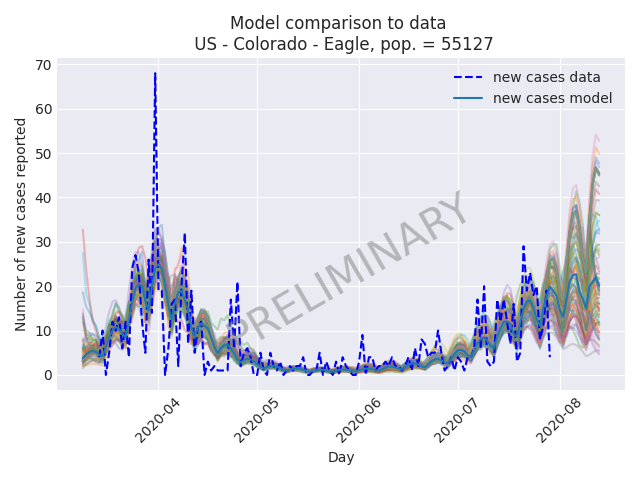 Model comparison to data
US - Colorado - Eagle, pop. = 55127
new cases data
new cases model
Number of new cases reported
70
60
50
40
30
20
10
0
PRELIMINARY
2020-04
2020-05
2020-06
2020-07
2020-08
Day